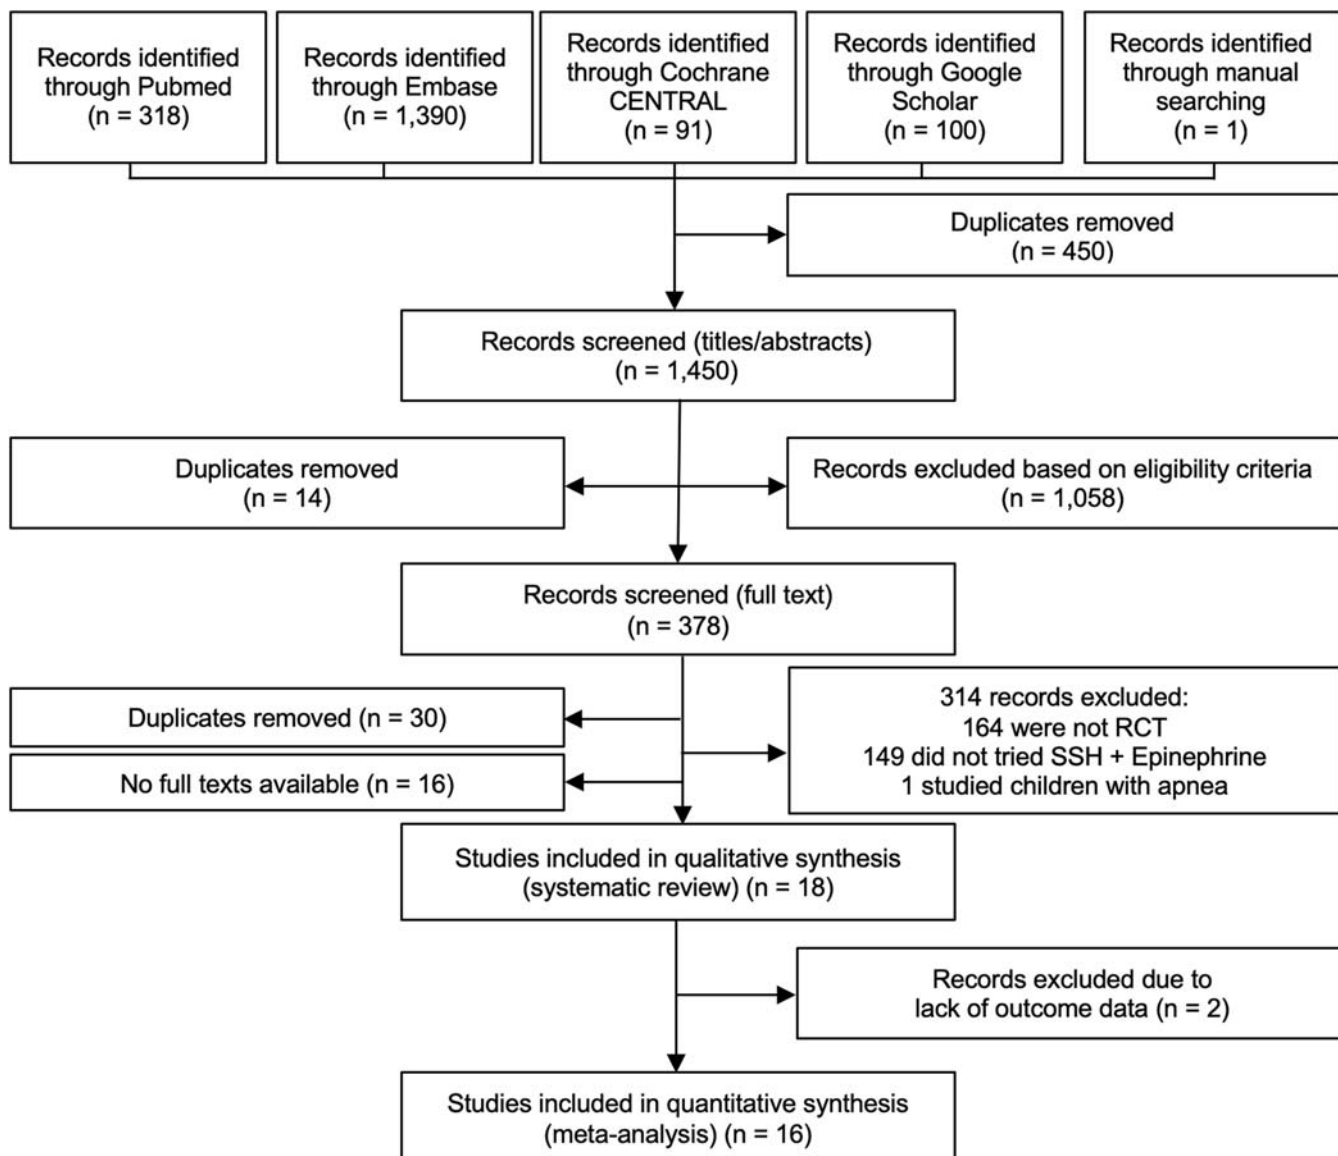 Records identified
through Pubmed
(n = 318)
Records identified
through Embase
(n = 1,390)
Records identified
through Cochrane
CENTRAL
(n = 91)
Records identified
through Google
Scholar
(n = 100)
Records identified
through manual
searching
(n = 1)
Duplicates removed
(n = 450)
Records screened (titles/abstracts)
(n = 1,450)
Duplicates removed
(n = 14)
Records excluded based on eligibility criteria
(n = 1,058)
Records screened (full text)
(n = 378)
Duplicates removed (n = 30)
No full texts available (n = 16)
314 records excluded:
164 were not RCT
149 did not tried SSH + Epinephrine
1 studied children with apnea
Studies included in qualitative synthesis
(systematic review) (n = 18)
Records excluded due to
lack of outcome data (n = 2)
Studies included in quantitative synthesis
(meta-analysis) (n = 16)